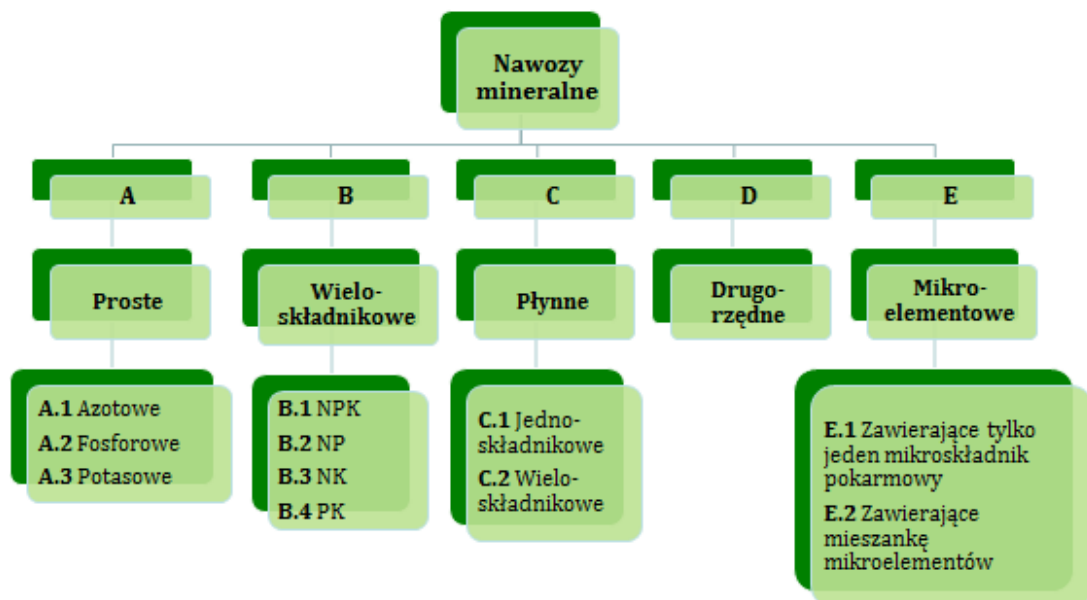 Nawozy
mineralne
A
B
C
D
E
Proste
Wielo-
składnikowe
Płynne
Drugo-
rzędne
Mikro-
elementowe
A.1 Azotowe
A.2 Fosforowe
A.3 Potasowe
B.1 NPK
B.2 NP
B.3 NK
B.4 PK
C.1 Jedno-
składnikowe
C.2 Wielo-
składnikowe
E.1 Zawierające tylko
jeden mikroskładnik
pokarmowy
E.2 Zawierające
mieszankę
mikroelementów